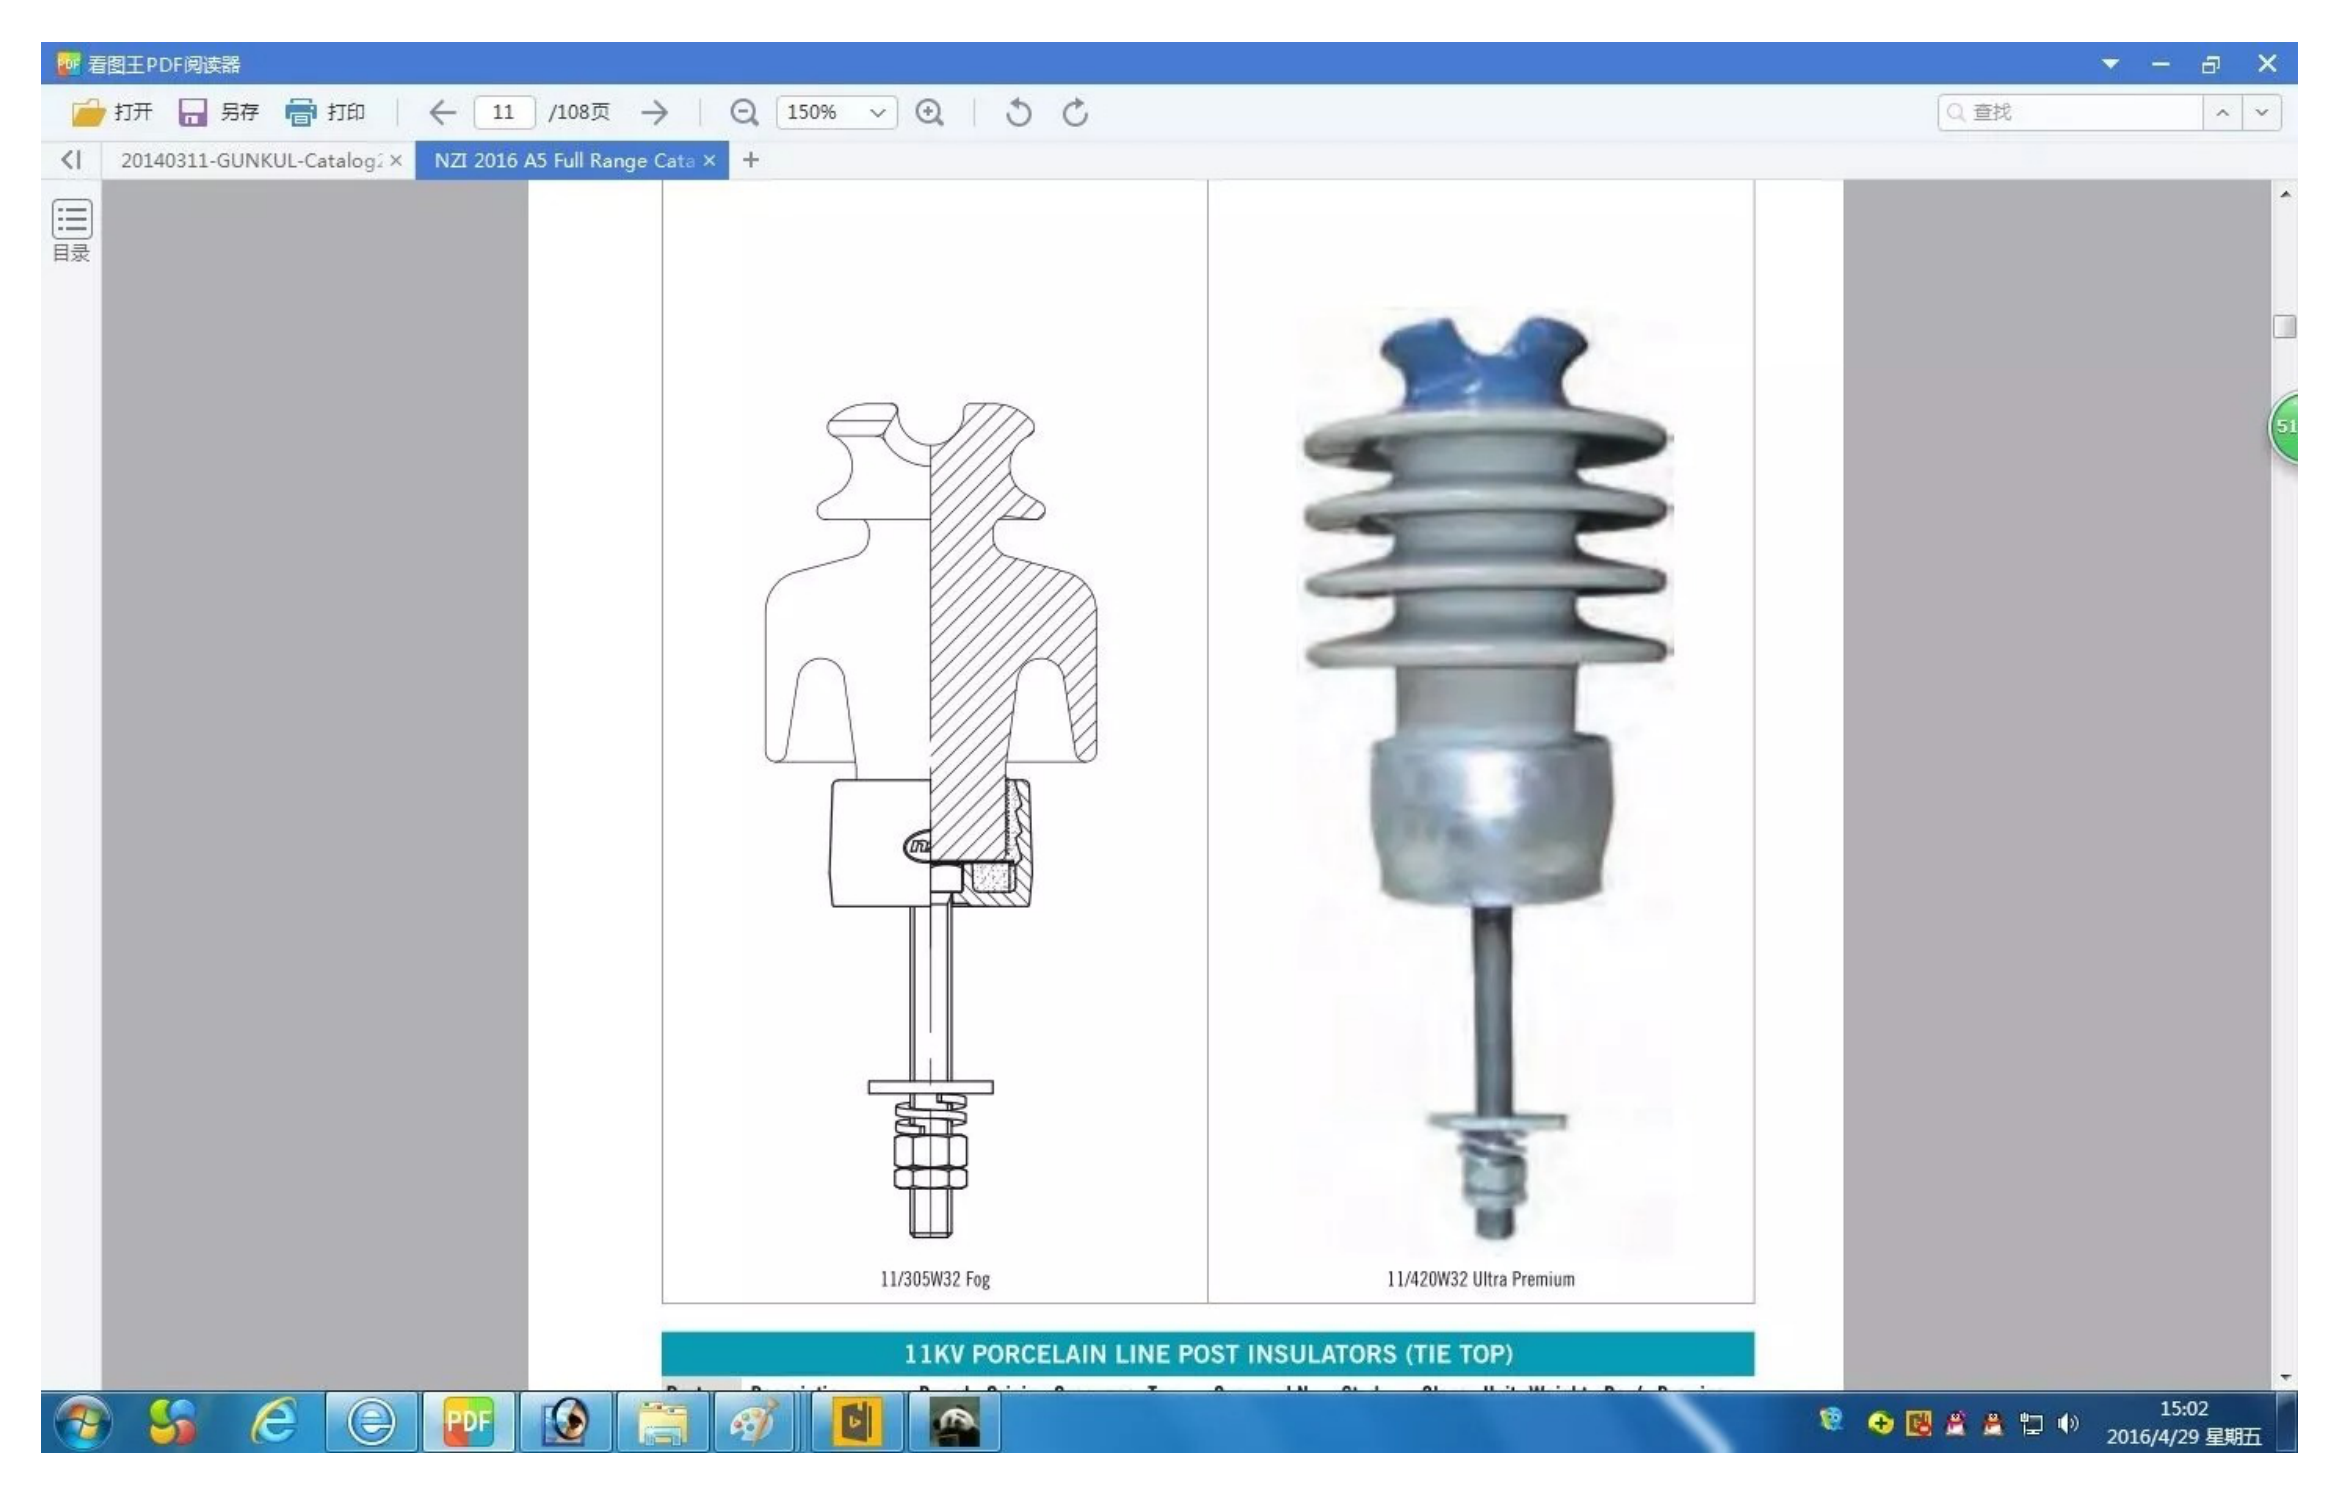 看图王PDF阅读器
打开 另存 打印 11 /108页 150% 查找
20140311-GUNKUL-Catalog2 NZI 2016 A5 Full Range Cata
目录
51
11/305W32 Fog
11/420W32 Ultra Premium
11KV PORCELAIN LINE POST INSULATORS (TIE TOP)
PDF
15:02
2016/4/29 星期五